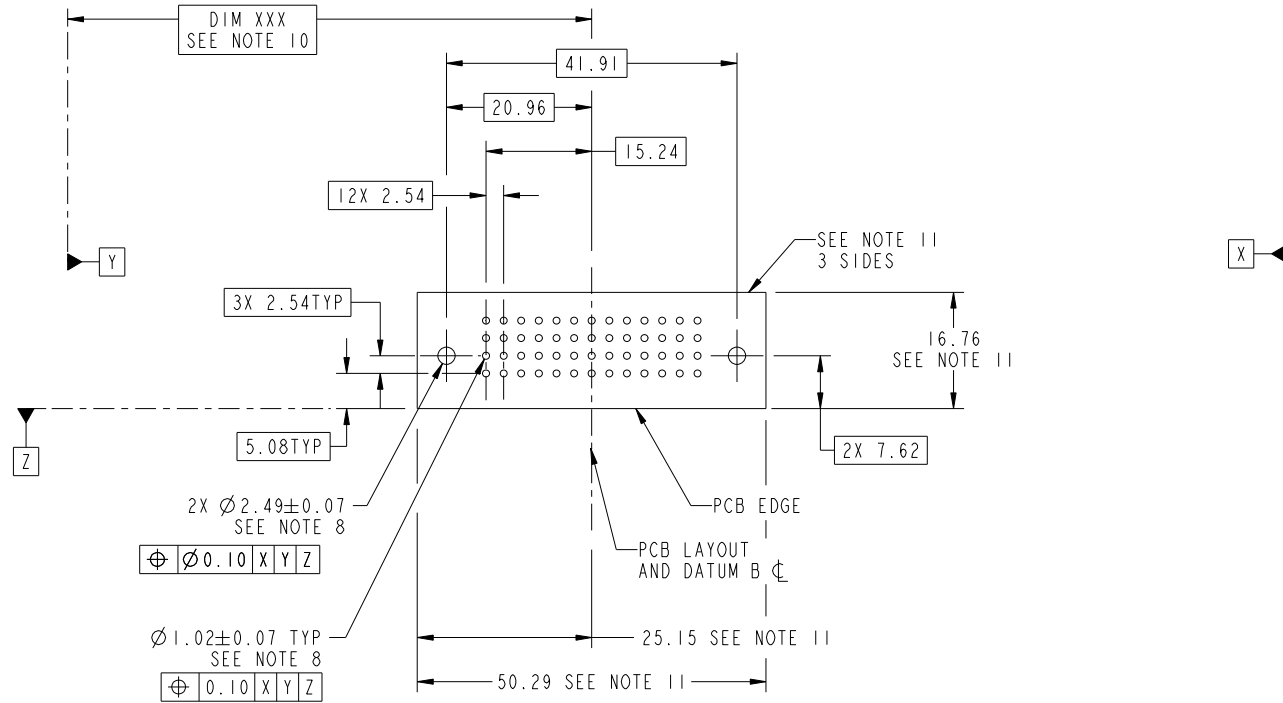 DIM XXX
SEE NOTE 10
41.91
20.96
15.24
12X 2.54
Y
SEE NOTE 11
3 SIDES
X
3X 2.54TYP
16.76
SEE NOTE 11
5.08TYP
2X 7.62
Z
2X Ø2.49±0.07
SEE NOTE 8
⌖ Ø0.10 X Y Z
PCB EDGE
PCB LAYOUT
AND DATUM B ℄
Ø1.02±0.07 TYP
SEE NOTE 8
⌖ 0.10 X Y Z
25.15 SEE NOTE 11
50.29 SEE NOTE 11